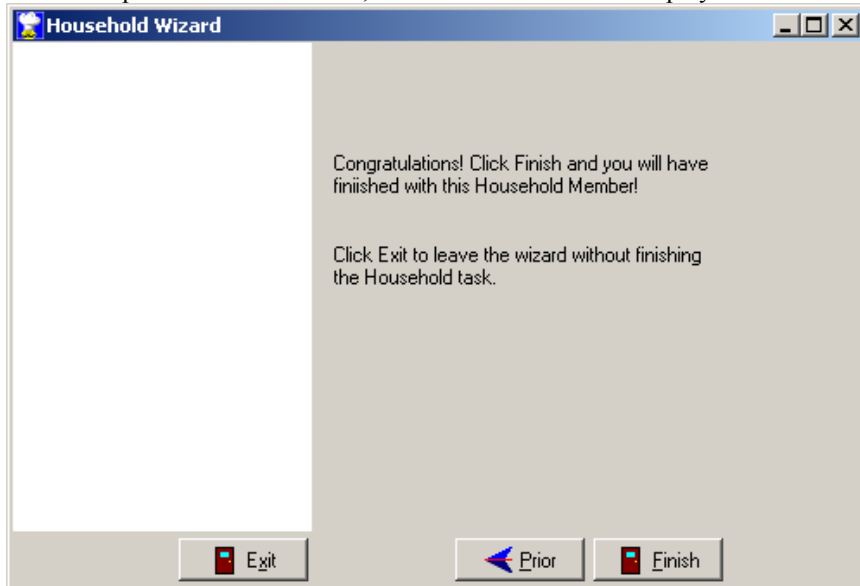 Household Wizard
Congratulations! Click Finish and you will have
finiished with this Household Member!
Click Exit to leave the wizard without finishing
the Household task.
Exit Prior Finish